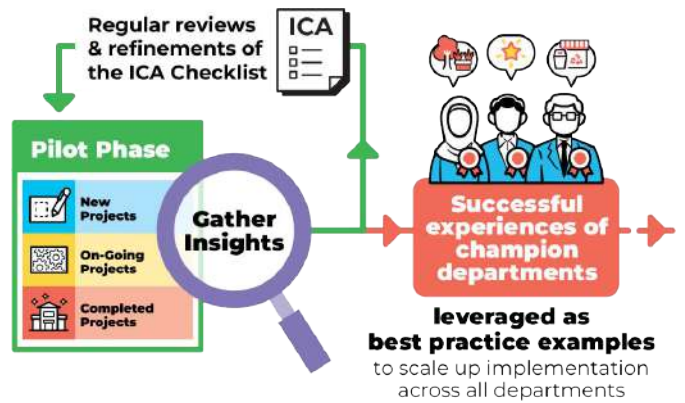 Regular reviews
& refinements of
the ICA Checklist
ICA
Pilot Phase
New
Projects
On-Going
Projects
Completed
Projects
Gather
Insights
Successful
experiences of
champion
departments
leveraged as
best practice examples
to scale up implementation
across all departments